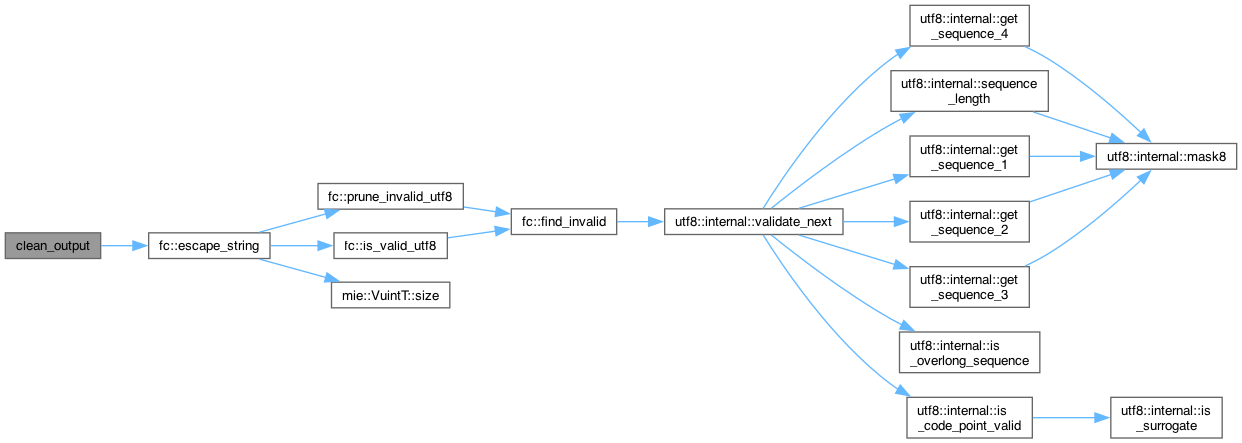 clean_output
fc::escape_string
fc::prune_invalid_utf8
fc::is_valid_utf8
mie::VuintT::size
fc::find_invalid
utf8::internal::validate_next
utf8::internal::get
_sequence_4
utf8::internal::sequence
_length
utf8::internal::get
_sequence_1
utf8::internal::get
_sequence_2
utf8::internal::get
_sequence_3
utf8::internal::is
_overlong_sequence
utf8::internal::is
_code_point_valid
utf8::internal::mask8
utf8::internal::is
_surrogate